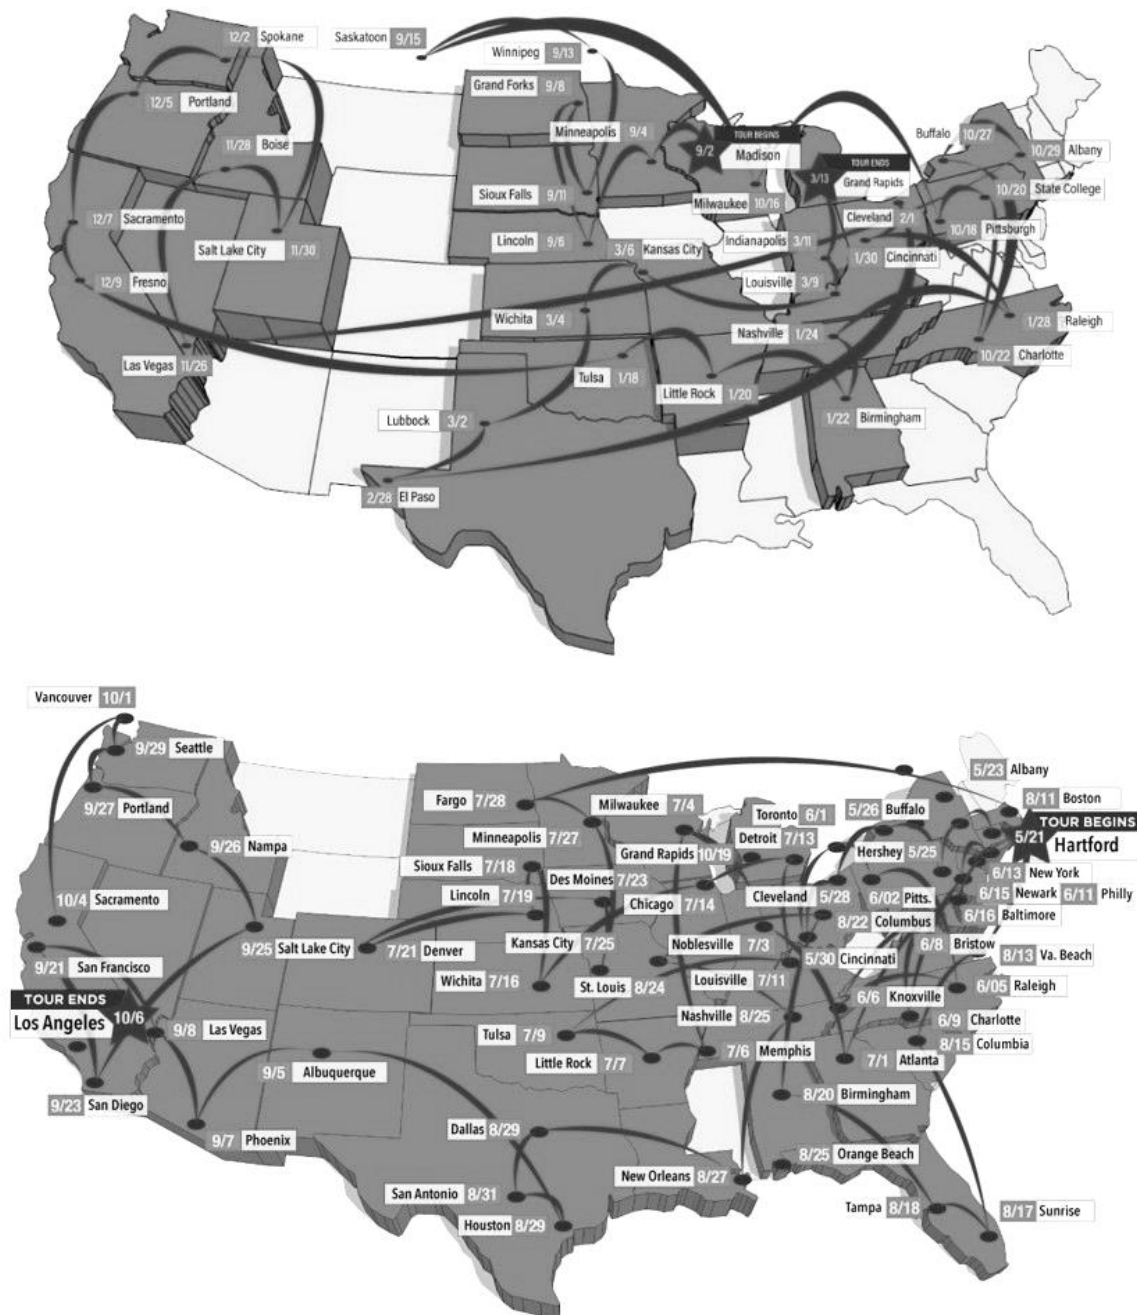 12/2 Spokane
Saskatoon 9/15
Winnipeg 9/13
Grand Forks 9/8
12/5 Portland
Minneapolis 9/4
TOUR BEGINS
9/2 Madison
11/28 Boise
Buffalo 10/27
10/29 Albany
TOUR ENDS
3/13 Grand Rapids
10/20 State College
Sioux Falls 9/11
Milwaukee 10/16
Cleveland 2/1
12/7 Sacramento
10/18 Pittsburgh
Salt Lake City 11/30
Lincoln 9/6
3/6 Kansas City
Indianapolis 3/11
1/30 Cincinnati
12/9 Fresno
Louisville 3/9
Wichita 3/4
Nashville 1/24
1/28 Raleigh
10/22 Charlotte
Las Vegas 11/26
Tulsa 1/18
Little Rock 1/20
Lubbock 3/2
1/22 Birmingham
2/28 El Paso
Vancouver 10/1
9/29 Seattle
5/23 Albany
Fargo 7/28
Milwaukee 7/4
Toronto 6/1
5/26 Buffalo
8/11 Boston
9/27 Portland
Minneapolis 7/27
Detroit 7/13
TOUR BEGINS
5/21 Hartford
9/26 Nampa
Grand Rapids 10/19
Hershey 5/25
Sioux Falls 7/18
Des Moines 7/23
6/13 New York
Lincoln 7/19
Chicago 7/14
Cleveland 5/28
6/02 Pitts.
6/15 Newark 6/11 Philly
10/4 Sacramento
8/22 Columbus
6/16 Baltimore
9/25 Salt Lake City
7/21 Denver
Kansas City 7/25
Noblesville 7/3
6/8 Bristow
8/13 Va. Beach
9/21 San Francisco
5/30 Cincinnati
Wichita 7/16
St. Louis 8/24
Louisville 7/11
6/05 Raleigh
TOUR ENDS
Los Angeles 10/6
6/6 Knoxville
9/8 Las Vegas
Nashville 8/25
6/9 Charlotte
Tulsa 7/9
8/15 Columbia
Little Rock 7/7
7/6 Memphis
7/1 Atlanta
9/5 Albuquerque
8/20 Birmingham
9/23 San Diego
9/7 Phoenix
Dallas 8/29
8/25 Orange Beach
New Orleans 8/27
San Antonio 8/31
Houston 8/29
Tampa 8/18
8/17 Sunrise